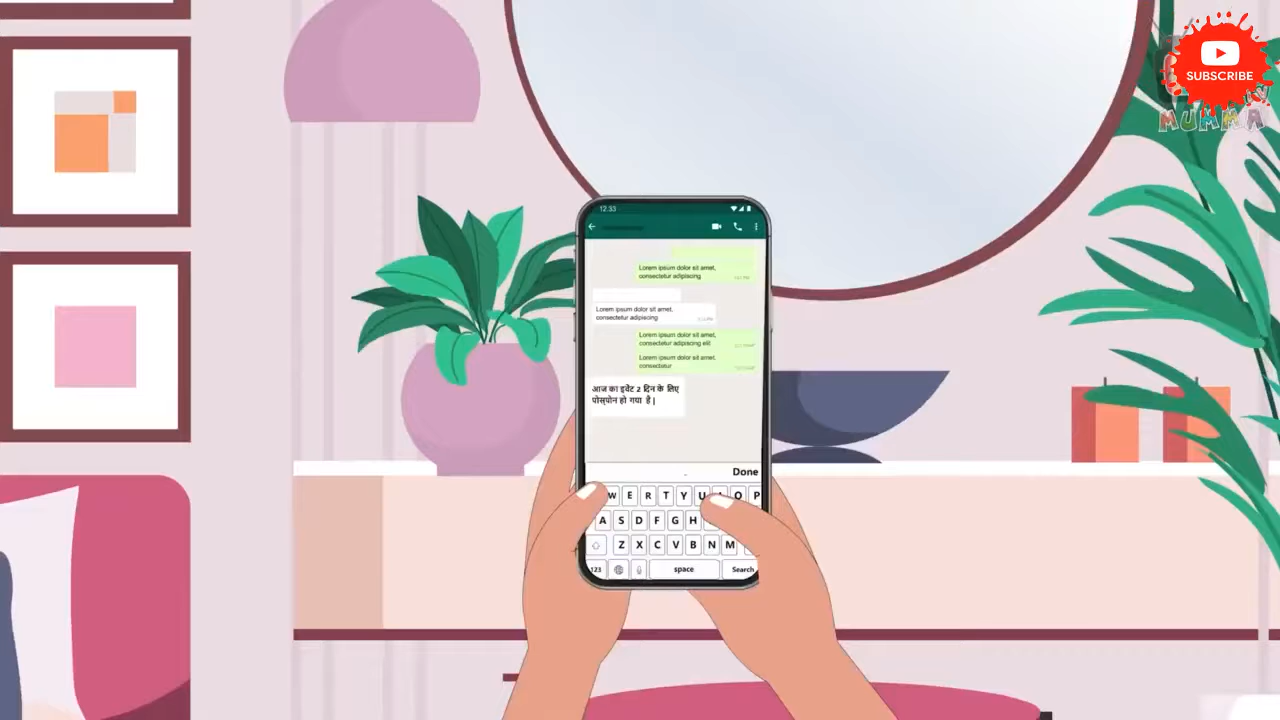 SUBSCRIBE
MUMMA
12.33
Lorem ipsum dolor sit amet,
consectetur adipiscing
Lorem ipsum dolor sit amet,
consectetur adipiscing
Lorem ipsum dolor sit amet,
consectetur adipiscing elit
Lorem ipsum dolor sit amet,
consectetur
आज का इवेंट 2 दिन के लिए
पोस्पोन हो गया है |
Done
W E R T Y U O P
A S D F G H
Z X C V B N M
123 space Search